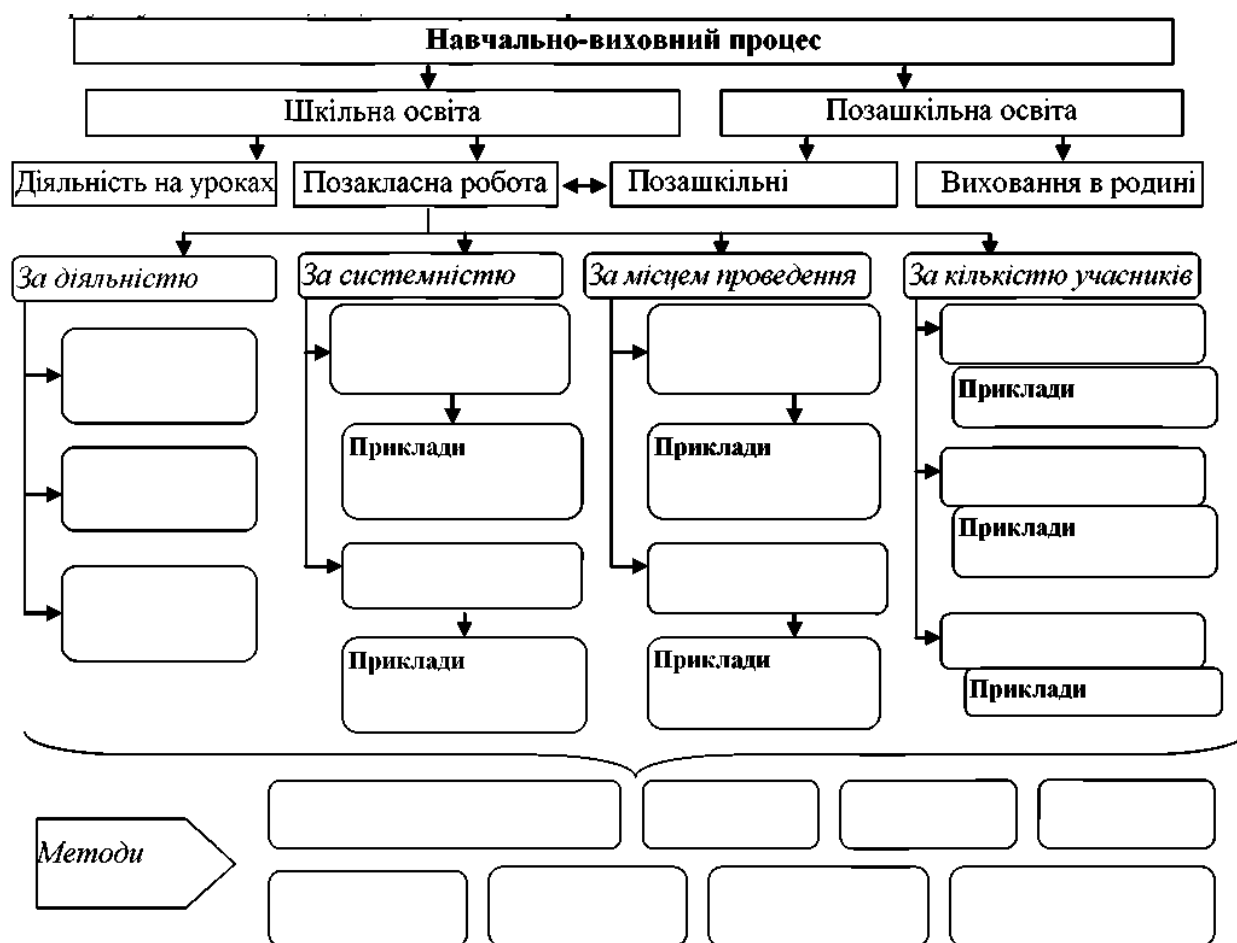 Навчально-виховний процес
Шкільна освіта
Позашкільна освіта
Діяльність на уроках
Позакласна робота
Позашкільні
Виховання в родині
За діяльністю
За системністю
За місцем проведення
За кількістю учасників
Приклади
Приклади
Приклади
Приклади
Приклади
Приклади
Приклади
Методи